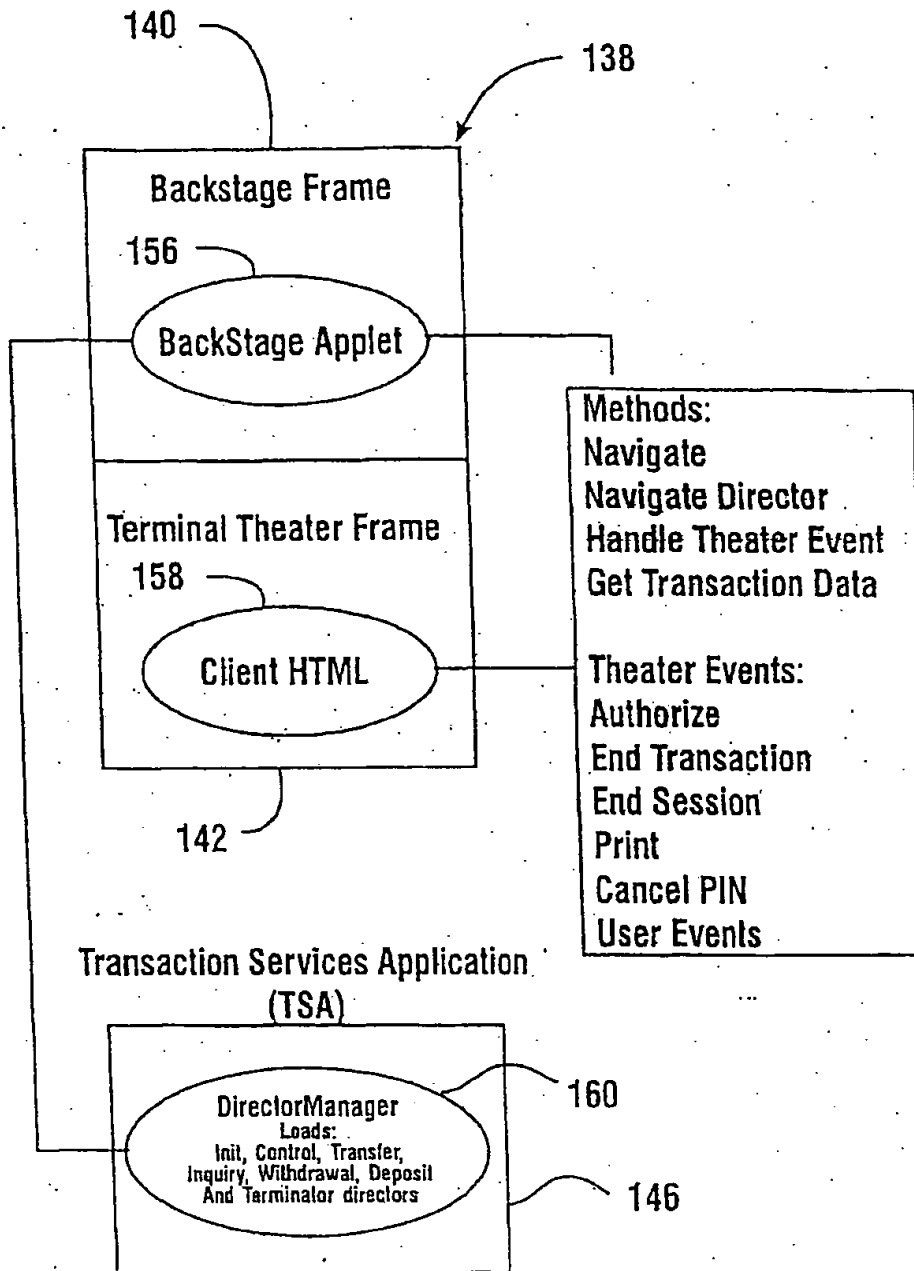 140
138
Backstage Frame
156
BackStage Applet
Methods:
Navigate
Navigate Director
Handle Theater Event
Get Transaction Data
Terminal Theater Frame
158
Client HTML
Theater Events:
Authorize
End Transaction
End Session
Print
Cancel PIN
User Events
142
Transaction Services Application
(TSA)
160
DirectorManager
Loads:
Init, Control, Transfer,
Inquiry, Withdrawal, Deposit
And Terminator directors
146